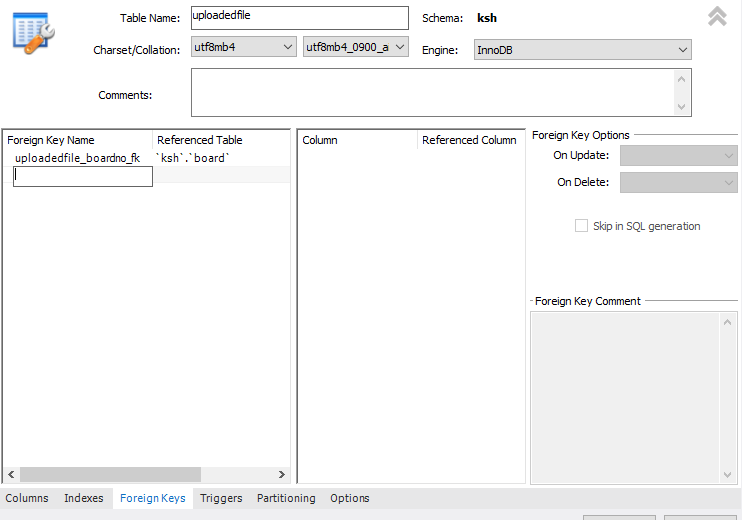 Table Name: uploadedfile Schema: ksh
Charset/Collation: utf8mb4 utf8mb4_0900_a Engine: InnoDB
Comments:
Foreign Key Name Referenced Table Column Referenced Column Foreign Key Options
uploadedfile_boardno_fk `ksh`.`board` On Update:
On Delete:
Skip in SQL generation
Foreign Key Comment
Columns Indexes Foreign Keys Triggers Partitioning Options